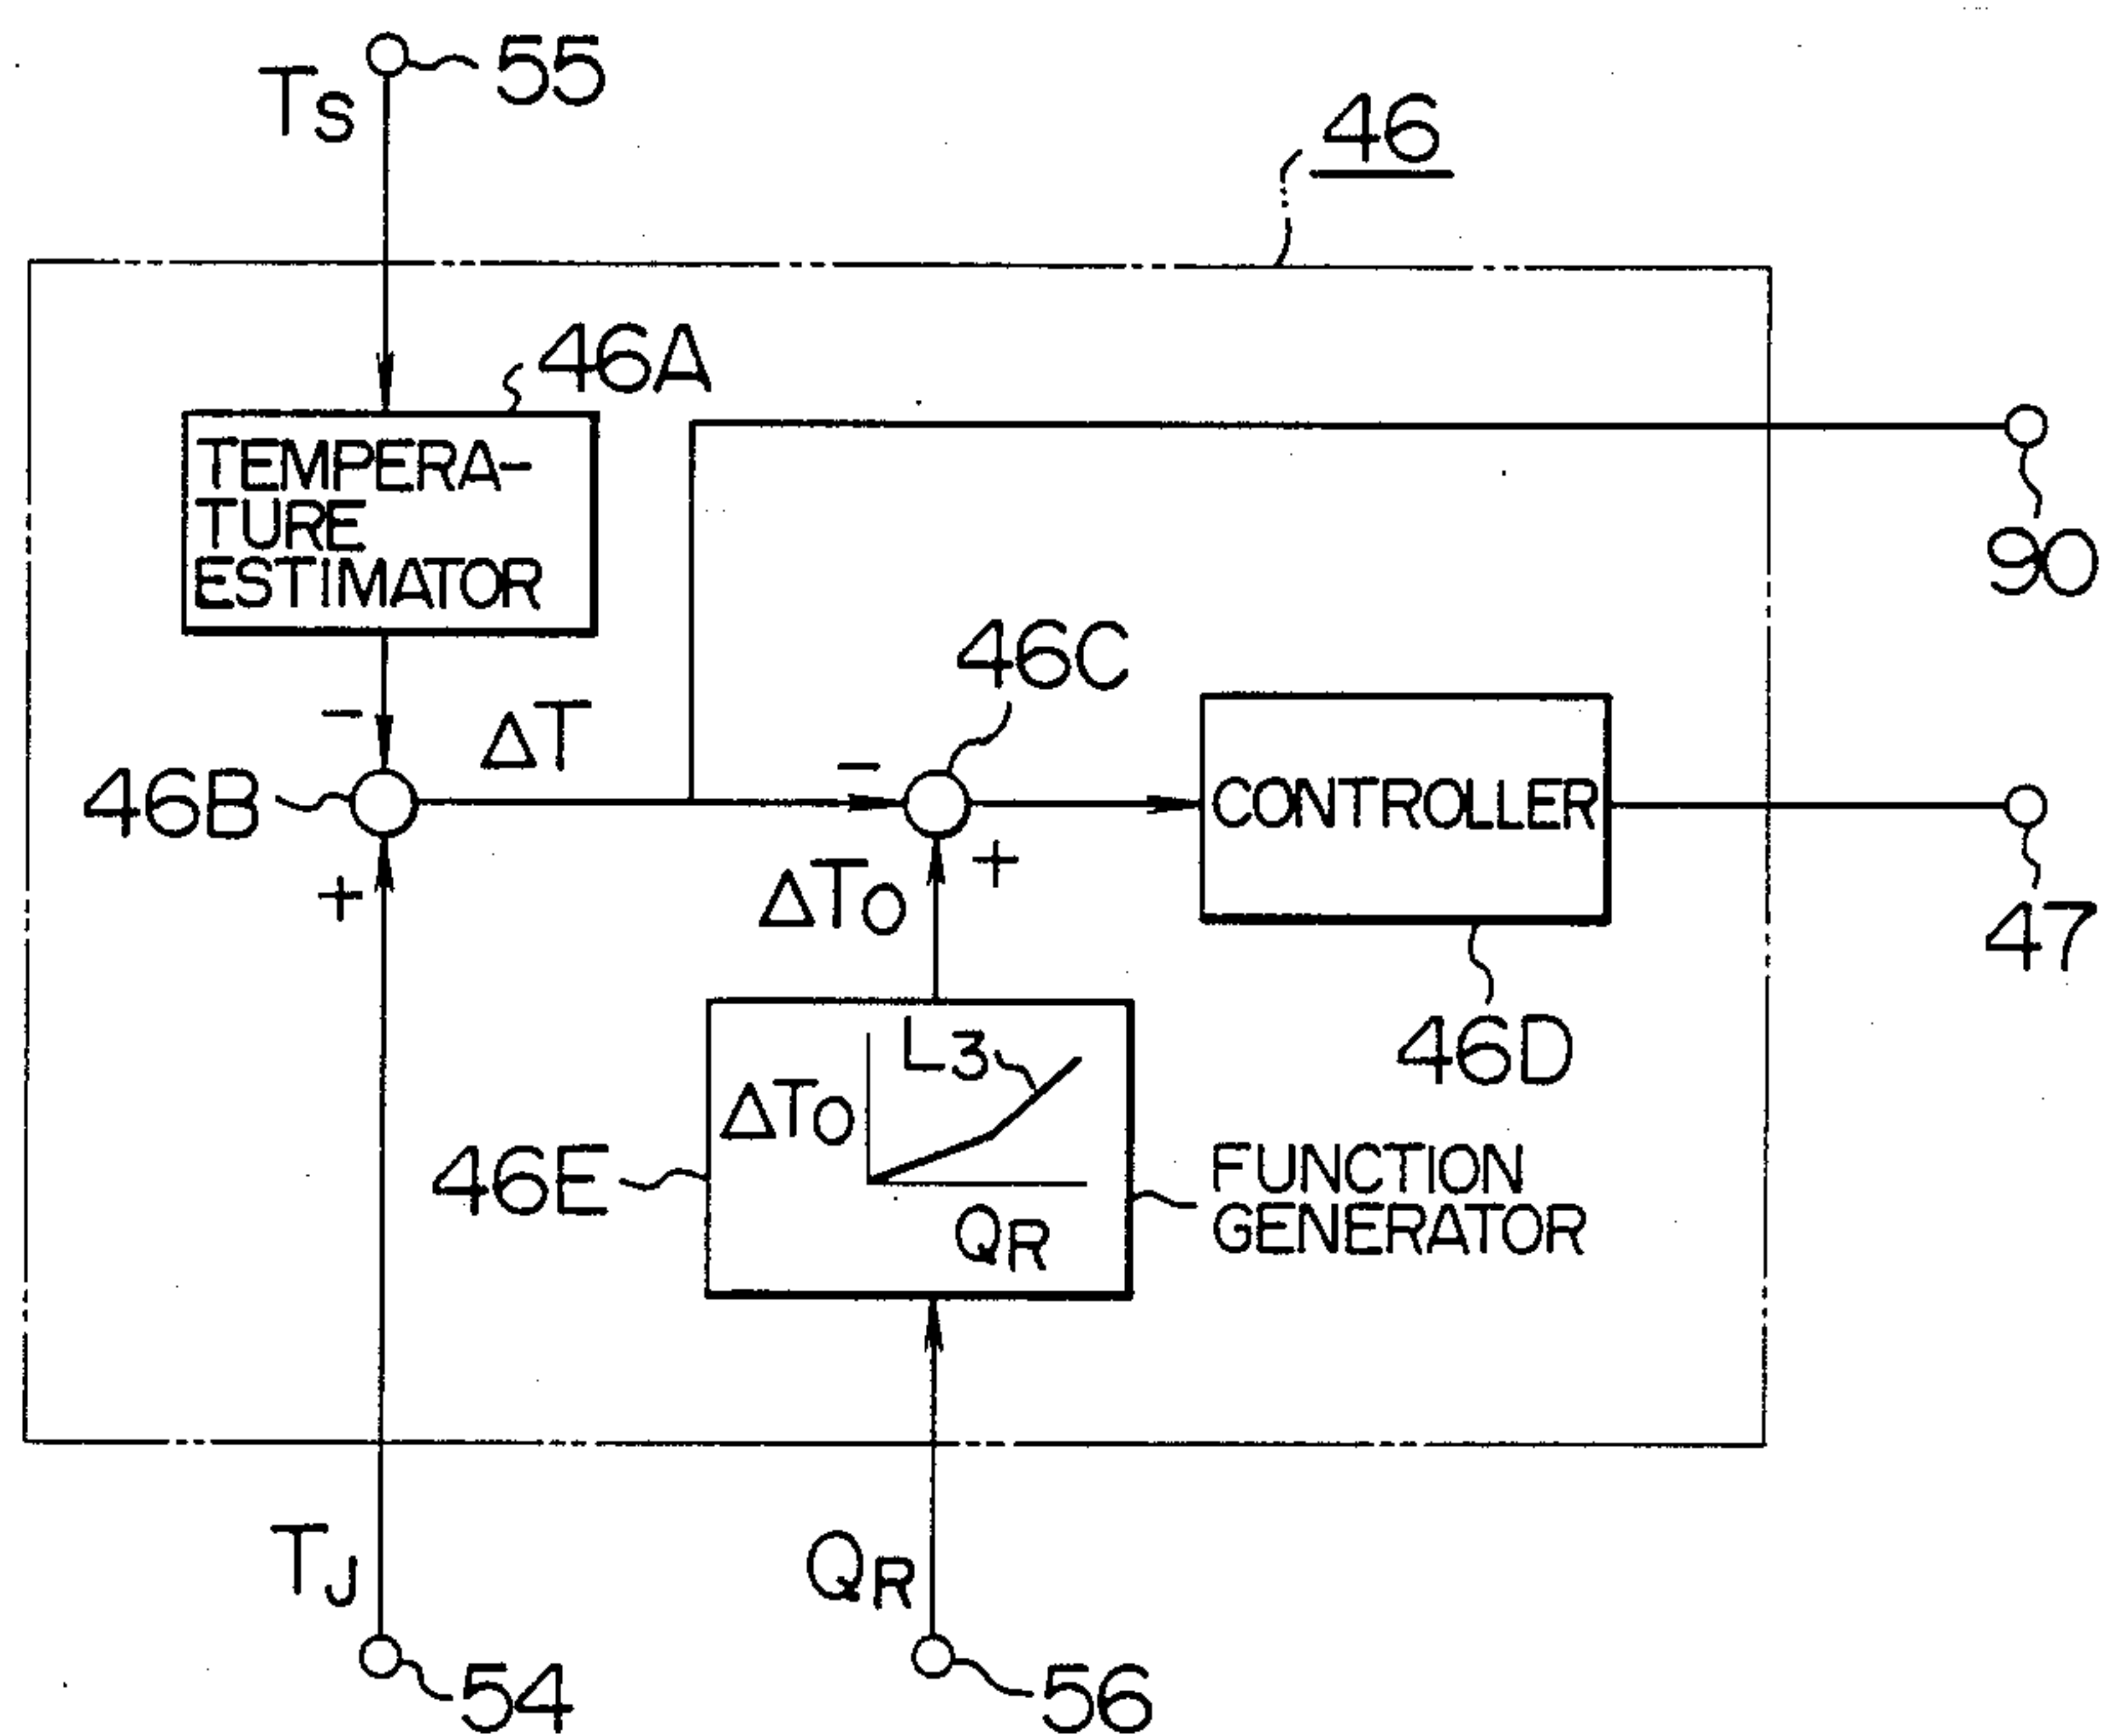 55
TS
46
46A
TEMPERA-
TURE
ESTIMATOR
90
46C
−
ΔT
46B
−
CONTROLLER
+
+
ΔTO
47
46D
L3
ΔTO
46E
FUNCTION
GENERATOR
QR
TJ
QR
54
56